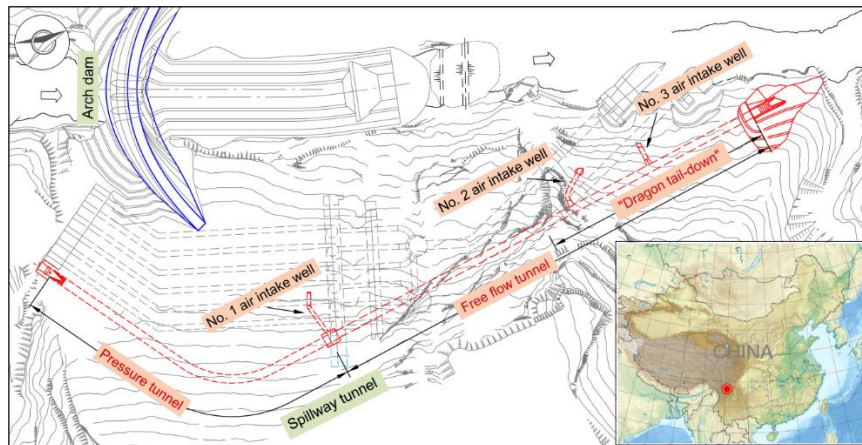 Arch dam
No. 3 air intake well
No. 2 air intake well
"Dragon tail-down"
No. 1 air intake well
Free flow tunnel
Pressure tunnel
Spillway tunnel
CHINA